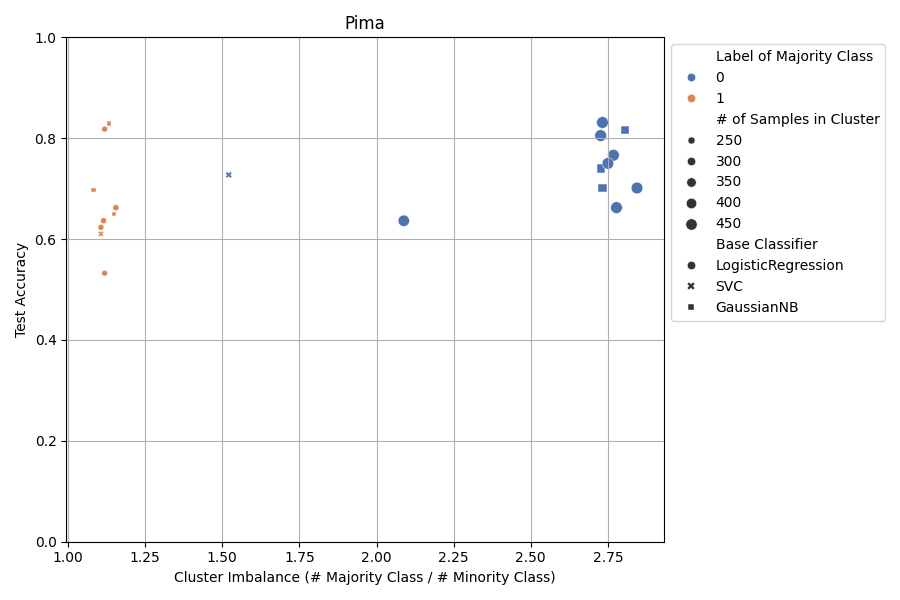 Pima
1.0
0.8
0.6
0.4
0.2
0.0
Test Accuracy
1.00 1.25 1.50 1.75 2.00 2.25 2.50 2.75
Cluster Imbalance (# Majority Class / # Minority Class)
Label of Majority Class
0
1
# of Samples in Cluster
250
300
350
400
450
Base Classifier
LogisticRegression
SVC
GaussianNB